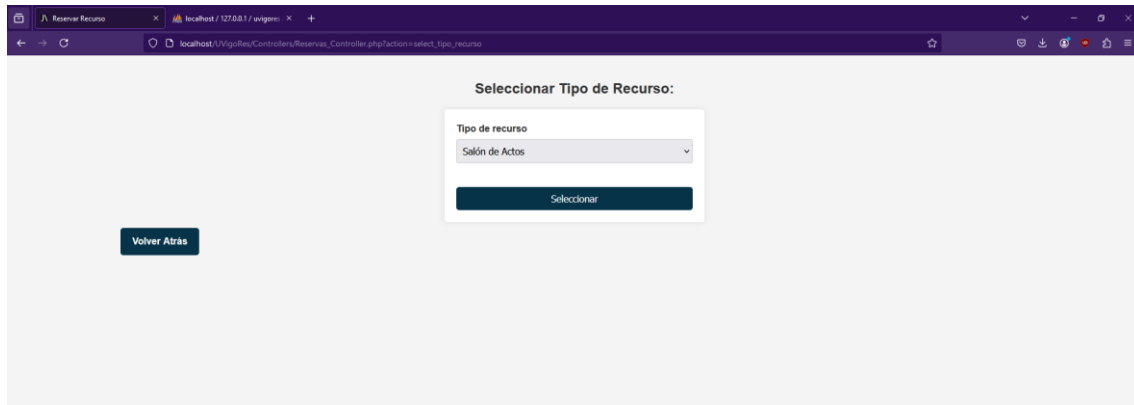 Reservar Recurso
localhost / 127.0.0.1 / uvigores
localhost/UVigoRes/Controllers/Reservas_Controller.php?action=select_tipo_recurso
Seleccionar Tipo de Recurso:
Tipo de recurso
Salón de Actos
Seleccionar
Volver Atrás